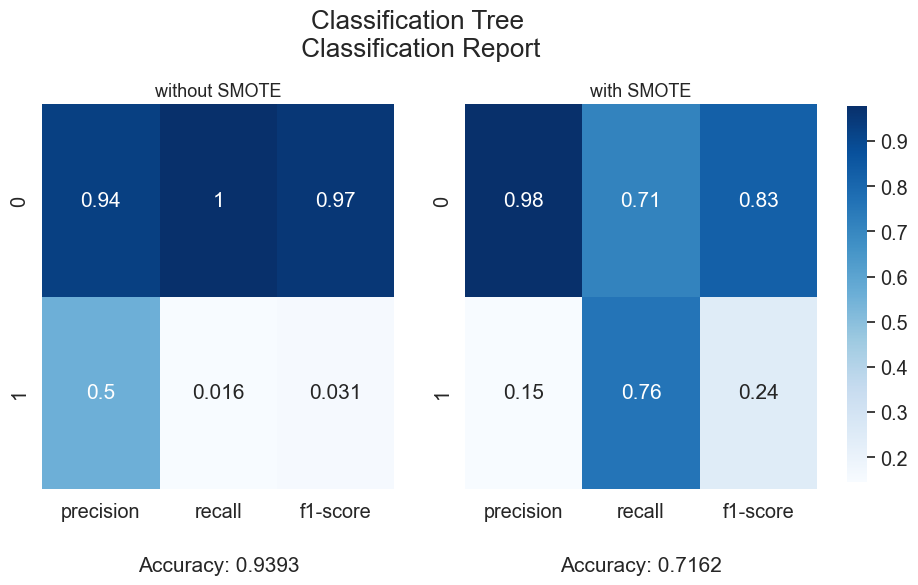 Classification Tree
Classification Report
without SMOTE
0
0.94 1 0.97
1
0.5 0.016 0.031
precision recall f1-score
Accuracy: 0.9393
with SMOTE
0
0.98 0.71 0.83
1
0.15 0.76 0.24
precision recall f1-score
Accuracy: 0.7162
0.9
0.8
0.7
0.6
0.5
0.4
0.3
0.2